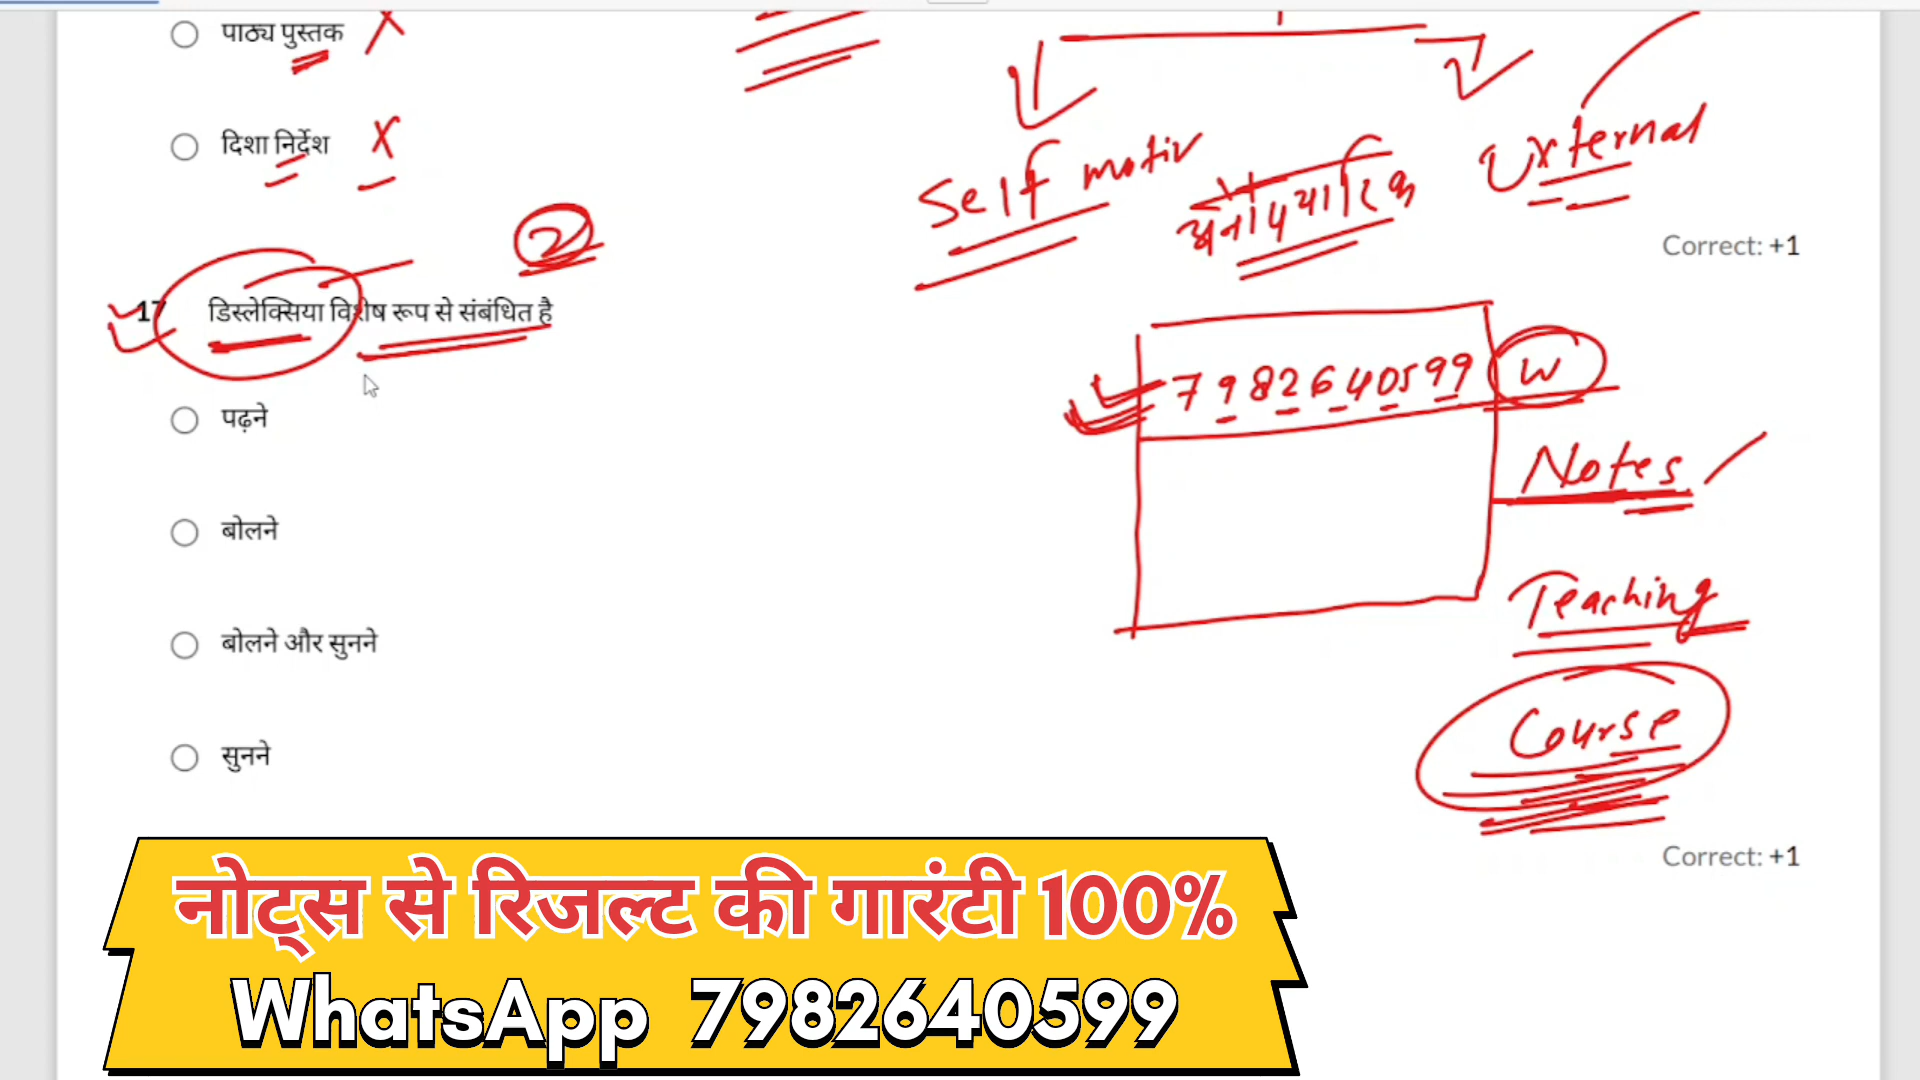 पाठ्य पुस्तक X
दिशा निर्देश X
Self motiv
External
2
Correct: +1
17 डिस्लेक्सिया विशेष रूप से संबंधित है
7982640599 W
पढ़ने
Notes
बोलने
Teaching
बोलने और सुनने
Course
सुनने
Correct: +1
नोट्स से रिजल्ट की गारंटी 100%
WhatsApp 7982640599